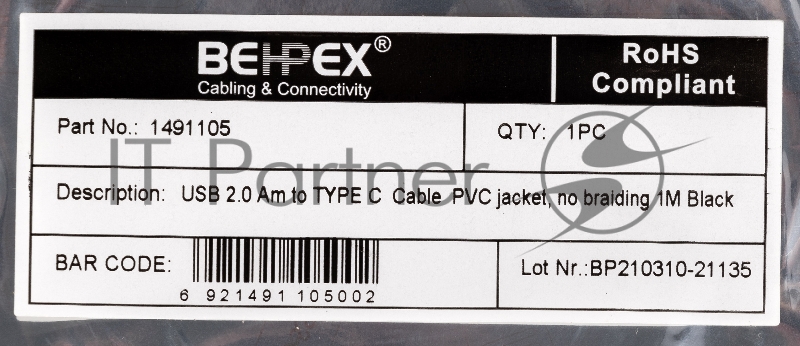 BEHPEX®
Cabling & Connectivity
RoHS
Compliant
Part No.: 1491105
QTY: 1PC
IT Partner
Description: USB 2.0 Am to TYPE C Cable PVC jacket, no braiding 1M Black
BAR CODE:
6 921491 105002
Lot Nr.:BP210310-21135